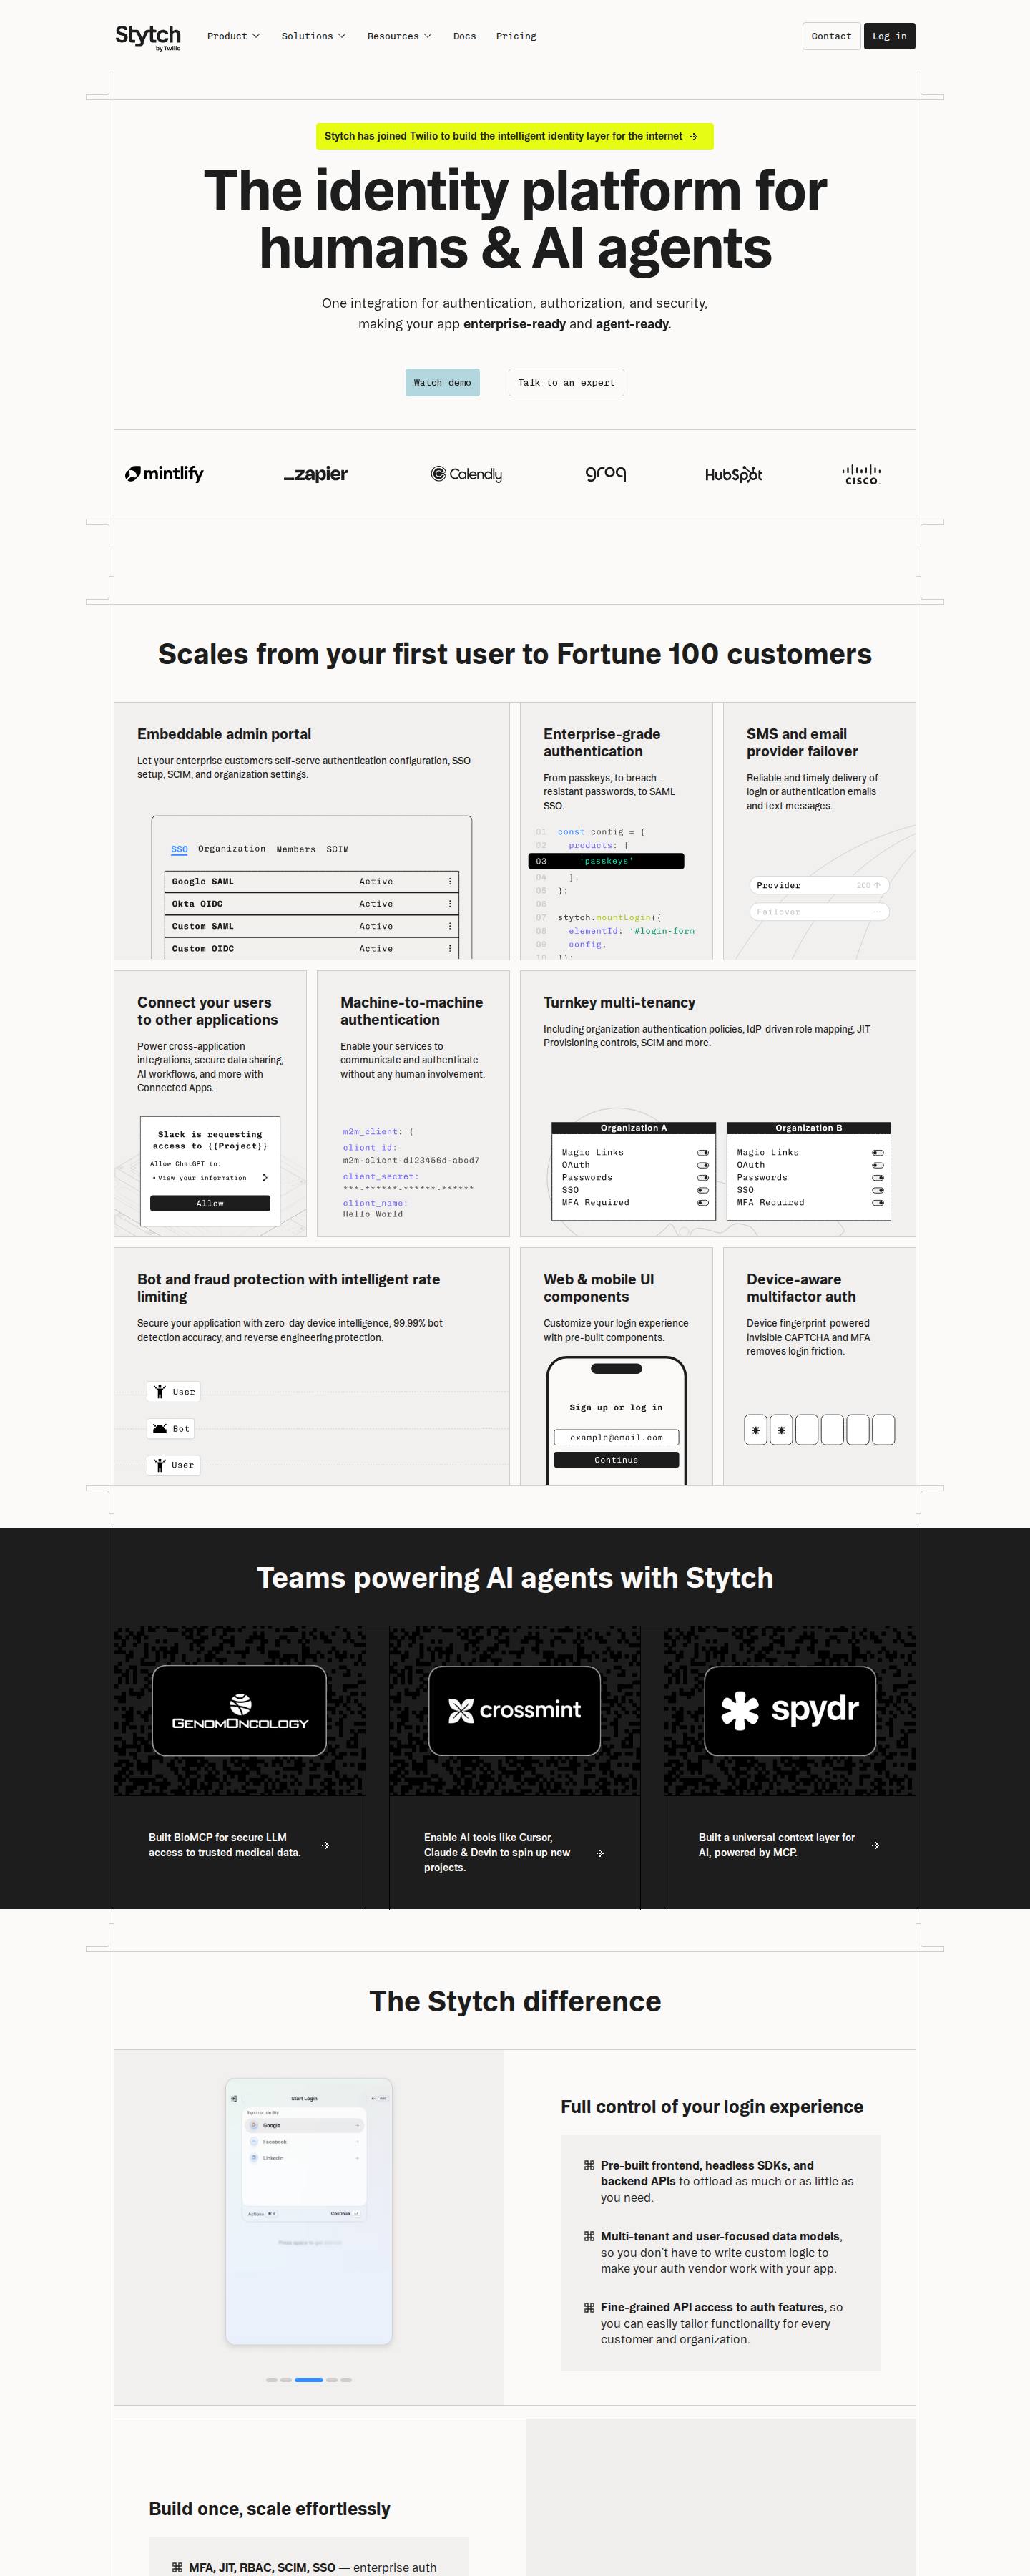 Stytch
by Twilio
Product
Solutions
Resources
Docs
Pricing
Contact
Log in
Stytch has joined Twilio to build the intelligent identity layer for the internet
The identity platform for
humans & AI agents
One integration for authentication, authorization, and security,
making your app enterprise-ready and agent-ready.
Watch demo
Talk to an expert
mintlify
_zapier
Calendly
groq
HubSpot
CISCO
Scales from your first user to Fortune 100 customers
Embeddable admin portal
Let your enterprise customers self-serve authentication configuration, SSO
setup, SCIM, and organization settings.
SSO Organization Members SCIM
Google SAML Active
Okta OIDC Active
Custom SAML Active
Custom OIDC Active
Enterprise-grade
authentication
From passkeys, to breach-
resistant passwords, to SAML
SSO.
01 const config = {
02 products: [
03 'passkeys'
04 ],
05 };
06
07 stytch.mountLogin({
08 elementId: '#login-form
09 config,
10 });
SMS and email
provider failover
Reliable and timely delivery of
login or authentication emails
and text messages.
Provider 200
Failover
Connect your users
to other applications
Power cross-application
integrations, secure data sharing,
AI workflows, and more with
Connected Apps.
Slack is requesting
access to {{Project}}
Allow ChatGPT to:
• View your information
Allow
Machine-to-machine
authentication
Enable your services to
communicate and authenticate
without any human involvement.
m2m_client: {
client_id:
m2m-client-d123456d-abcd7
client_secret:
***-******-******-******
client_name:
Hello World
Turnkey multi-tenancy
Including organization authentication policies, IdP-driven role mapping, JIT
Provisioning controls, SCIM and more.
Organization A
Magic Links
OAuth
Passwords
SSO
MFA Required
Organization B
Magic Links
OAuth
Passwords
SSO
MFA Required
Bot and fraud protection with intelligent rate
limiting
Secure your application with zero-day device intelligence, 99.99% bot
detection accuracy, and reverse engineering protection.
User
Bot
User
Web & mobile UI
components
Customize your login experience
with pre-built components.
Sign up or log in
example@email.com
Continue
Device-aware
multifactor auth
Device fingerprint-powered
invisible CAPTCHA and MFA
removes login friction.
Teams powering AI agents with Stytch
GENOMONCOLOGY
crossmint
spydr
Built BioMCP for secure LLM
access to trusted medical data.
Enable AI tools like Cursor,
Claude & Devin to spin up new
projects.
Built a universal context layer for
AI, powered by MCP.
The Stytch difference
Start Login
Google
Facebook
LinkedIn
Actions
Continue
Full control of your login experience
Pre-built frontend, headless SDKs, and
backend APIs to offload as much or as little as
you need.
Multi-tenant and user-focused data models,
so you don't have to write custom logic to
make your auth vendor work with your app.
Fine-grained API access to auth features, so
you can easily tailor functionality for every
customer and organization.
Build once, scale effortlessly
MFA, JIT, RBAC, SCIM, SSO — enterprise auth